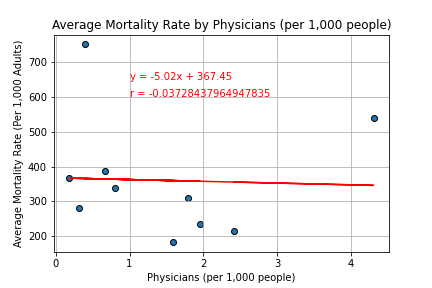 Average Mortality Rate by Physicians (per 1,000 people)
Average Mortality Rate (Per 1,000 Adults)
700
600
500
400
300
200
y = -5.02x + 367.45
r = -0.03728437964947835
0 1 2 3 4
Physicians (per 1,000 people)